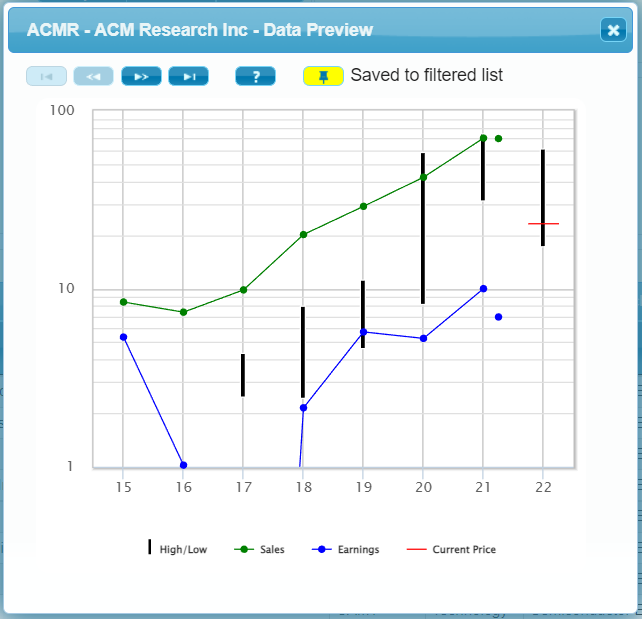 ACMR - ACM Research Inc - Data Preview
? Saved to filtered list
100
10
1
15 16 17 18 19 20 21 22
High/Low Sales Earnings Current Price